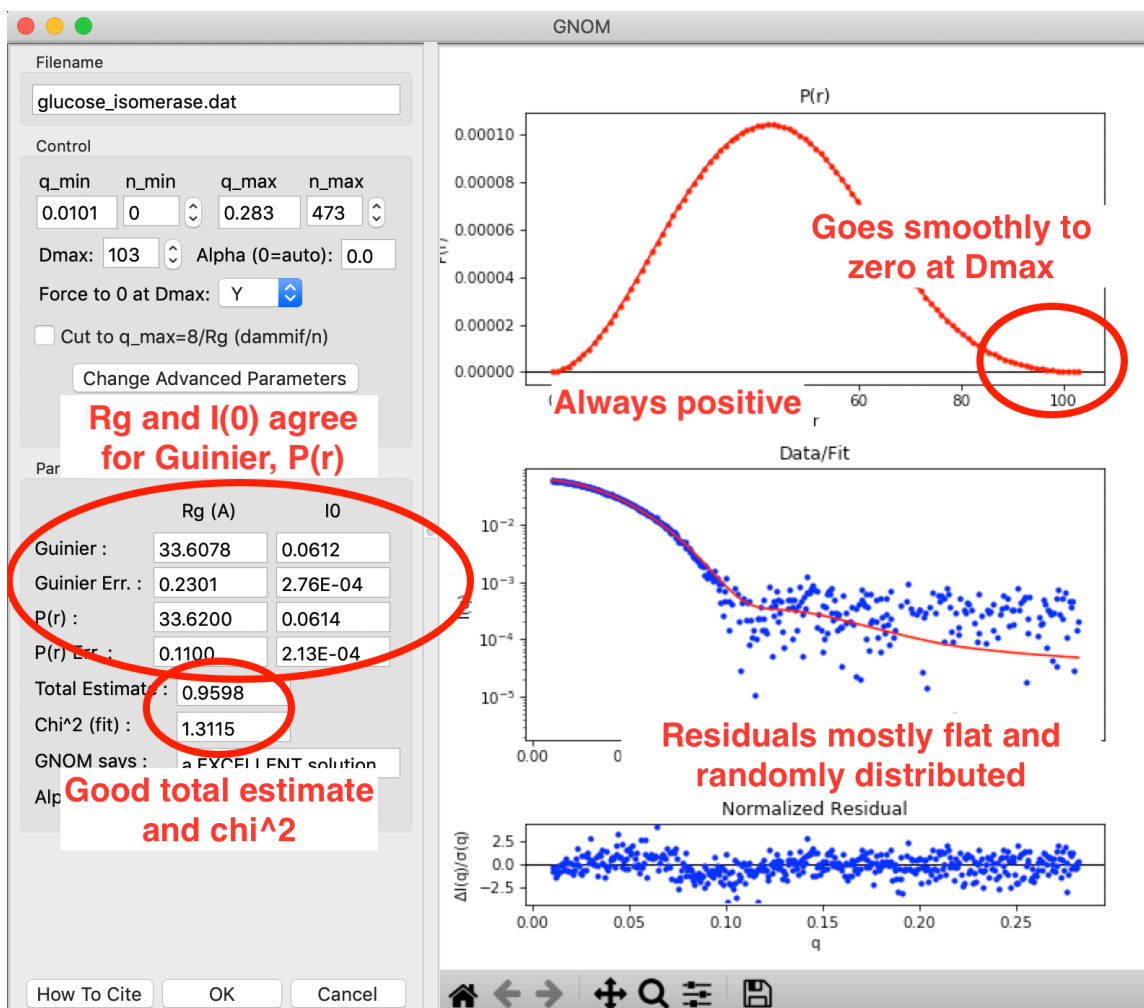 GNOM
Filename
glucose_isomerase.dat
Control
q_min n_min q_max n_max
0.0101 0 0.283 473
Dmax: 103 Alpha (0=auto): 0.0
Force to 0 at Dmax: Y
Cut to q_max=8/Rg (dammif/n)
Change Advanced Parameters
Rg and I(0) agree
for Guinier, P(r)
Rg (A) I0
Guinier : 33.6078 0.0612
Guinier Err. : 0.2301 2.76E-04
P(r) : 33.6200 0.0614
P(r) Err. : 0.1100 2.13E-04
Total Estimate : 0.9598
Chi^2 (fit) : 1.3115
GNOM says : a EXCELLENT solution
Good total estimate
and chi^2
How To Cite OK Cancel
P(r)
0.00010
0.00008
0.00006
0.00004
0.00002
0.00000
P(r)
Goes smoothly to
zero at Dmax
Always positive
60 80 100
r
Data/Fit
10⁻²
10⁻³
10⁻⁴
10⁻⁵
I(q)
0.00
Residuals mostly flat and
randomly distributed
Normalized Residual
2.5
0.0
−2.5
ΔI(q)/σ(q)
0.00 0.05 0.10 0.15 0.20 0.25
q